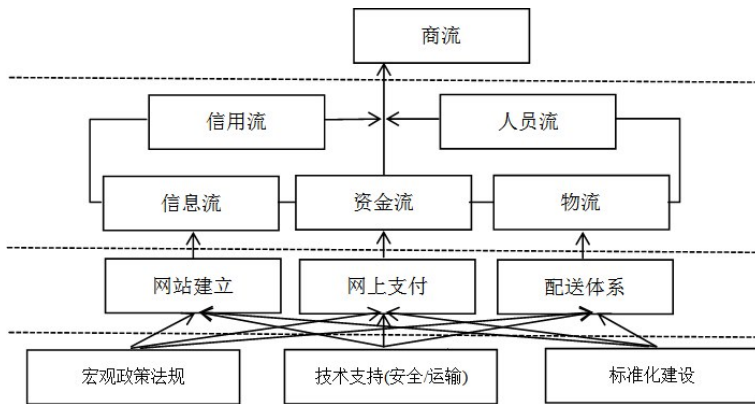 商流
信用流
人员流
信息流
资金流
物流
网站建立
网上支付
配送体系
宏观政策法规
技术支持(安全/运输)
标准化建设